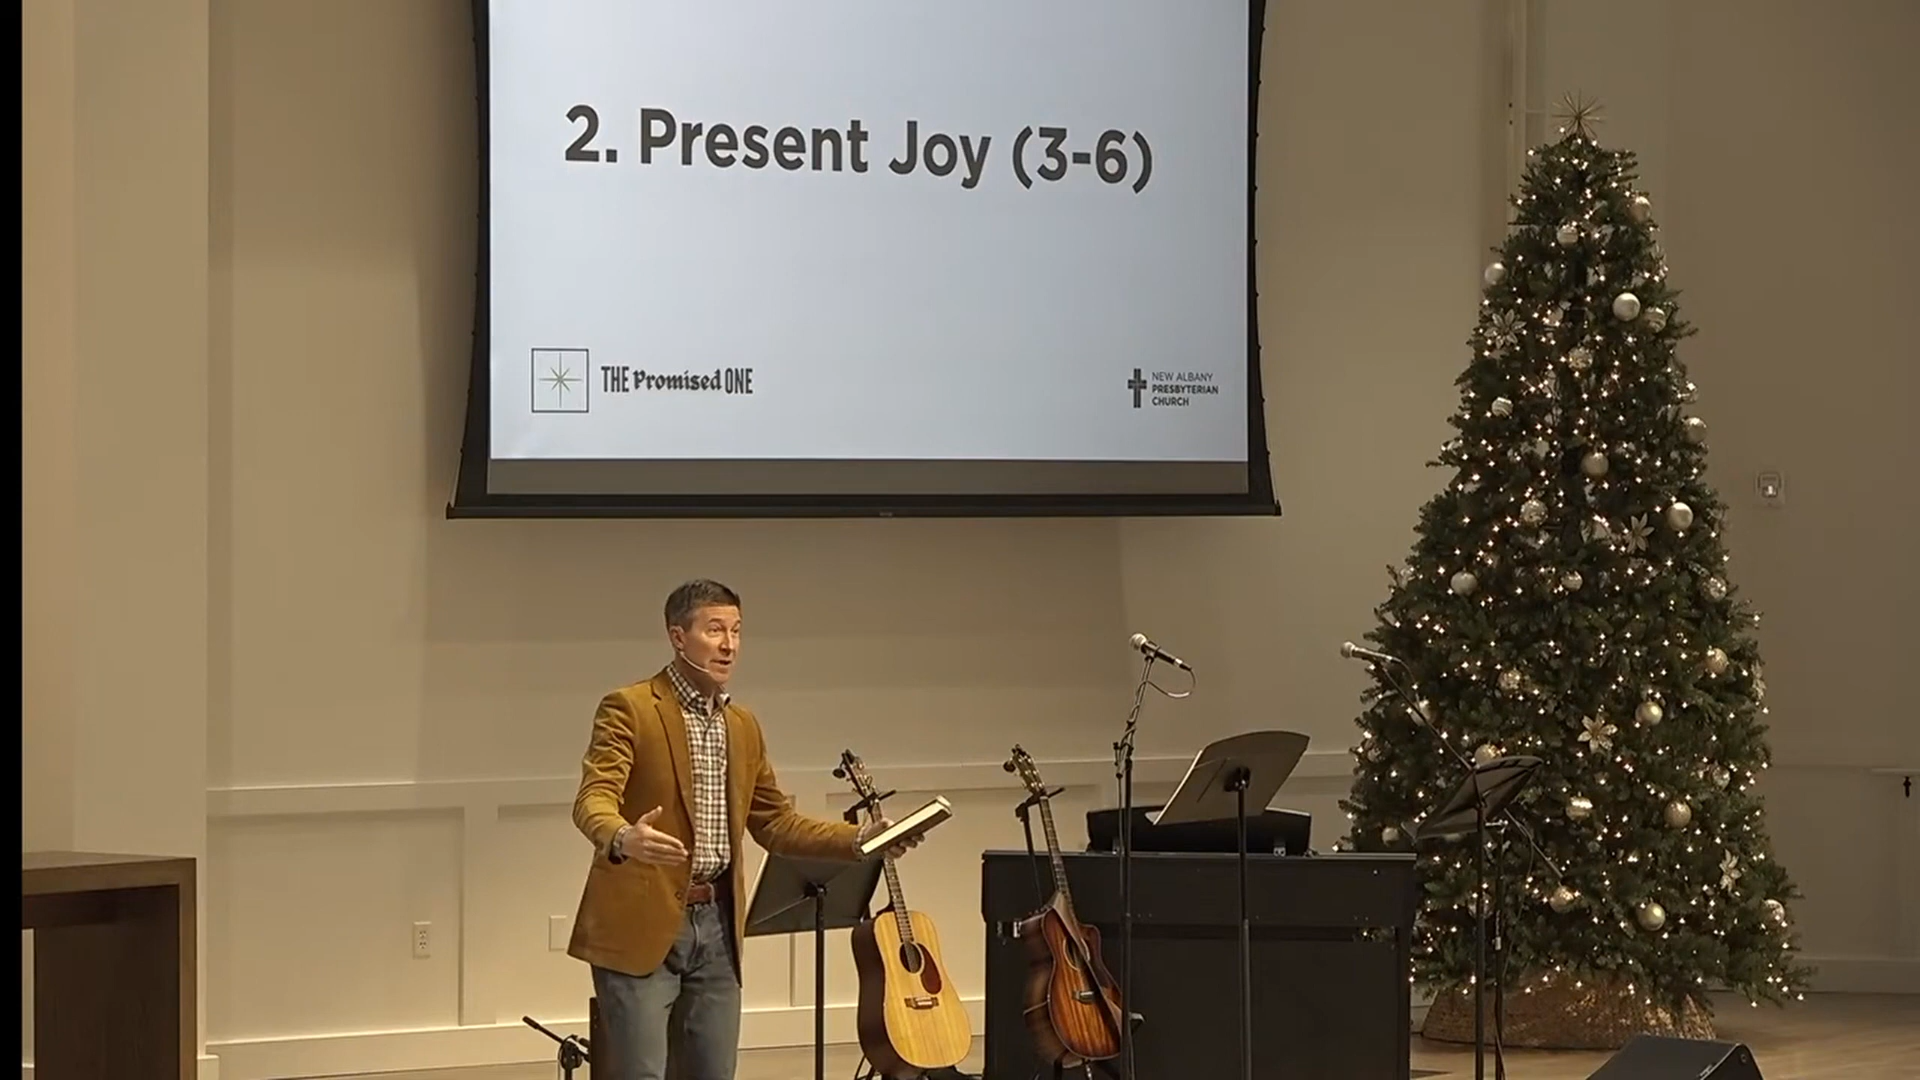 2. Present Joy (3-6)
THE Promised ONE
NEW ALBANY
PRESBYTERIAN
CHURCH